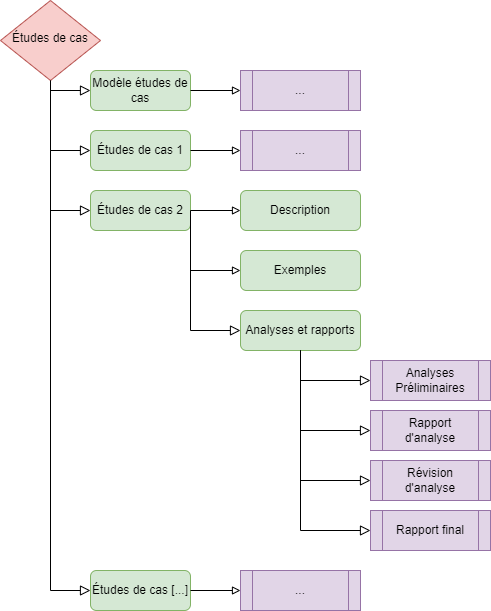 Études de cas
Modèle études de
cas
...
Études de cas 1
...
Études de cas 2
Description
Exemples
Analyses et rapports
Analyses
Préliminaires
Rapport
d'analyse
Révision
d'analyse
Rapport final
Études de cas [...]
...